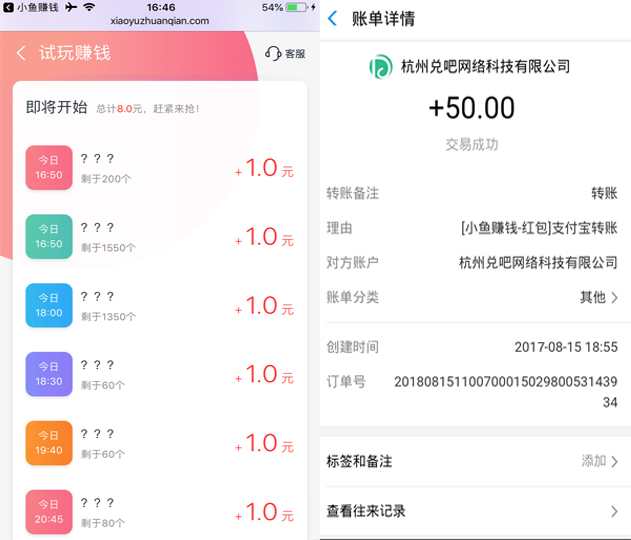 小鱼赚钱
16:46
54%
xiaoyuzhuanqian.com
试玩赚钱
客服
即将开始 总计8.0元，赶紧来抢！
今日
16:50
？？？
剩于200个
+1.0元
今日
16:50
？？？
剩于1550个
+1.0元
今日
18:00
？？？
剩于1350个
+1.0元
今日
18:30
？？？
剩于60个
+1.0元
今日
19:40
？？？
剩于60个
+1.0元
今日
20:45
？？？
剩于80个
+1.0元
账单详情
杭州兑吧网络科技有限公司
+50.00
交易成功
转账备注 转账
理由 [小鱼赚钱-红包]支付宝转账
对方账户 杭州兑吧网络科技有限公司
账单分类 其他
创建时间 2017-08-15 18:55
订单号 201808151100700015029800531439
34
标签和备注 添加
查看往来记录